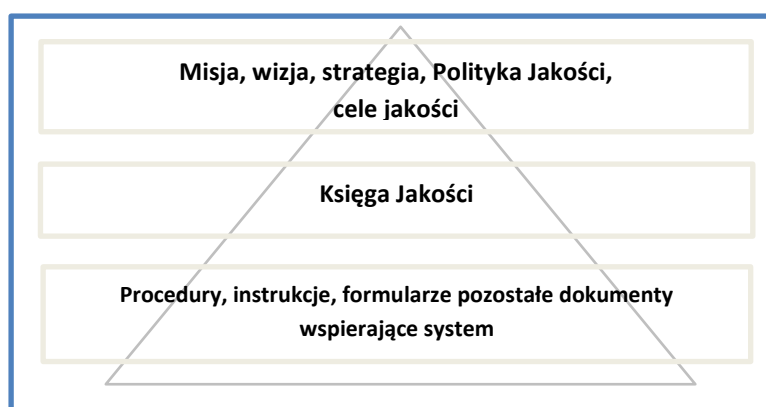 Misja, wizja, strategia, Polityka Jakości,
cele jakości
Księga Jakości
Procedury, instrukcje, formularze pozostałe dokumenty
wspierające system